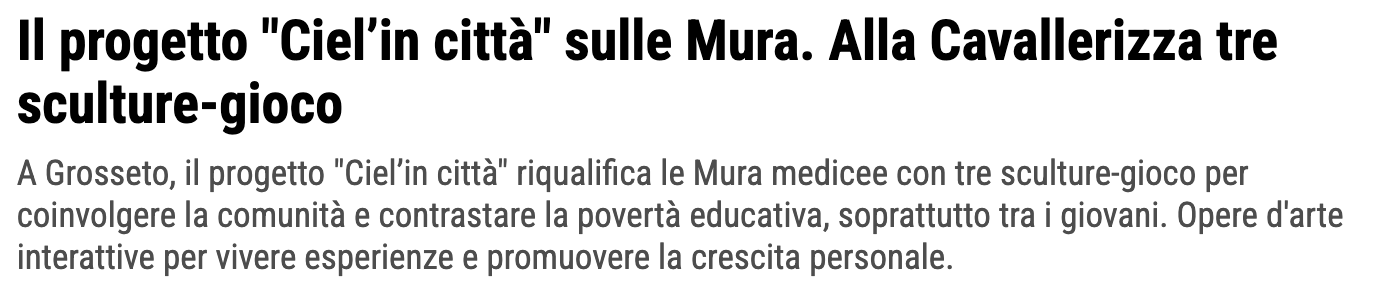 Il progetto "Ciel’in città" sulle Mura. Alla Cavallerizza tre
sculture-gioco
A Grosseto, il progetto "Ciel’in città" riqualifica le Mura medicee con tre sculture-gioco per
coinvolgere la comunità e contrastare la povertà educativa, soprattutto tra i giovani. Opere d'arte
interattive per vivere esperienze e promuovere la crescita personale.